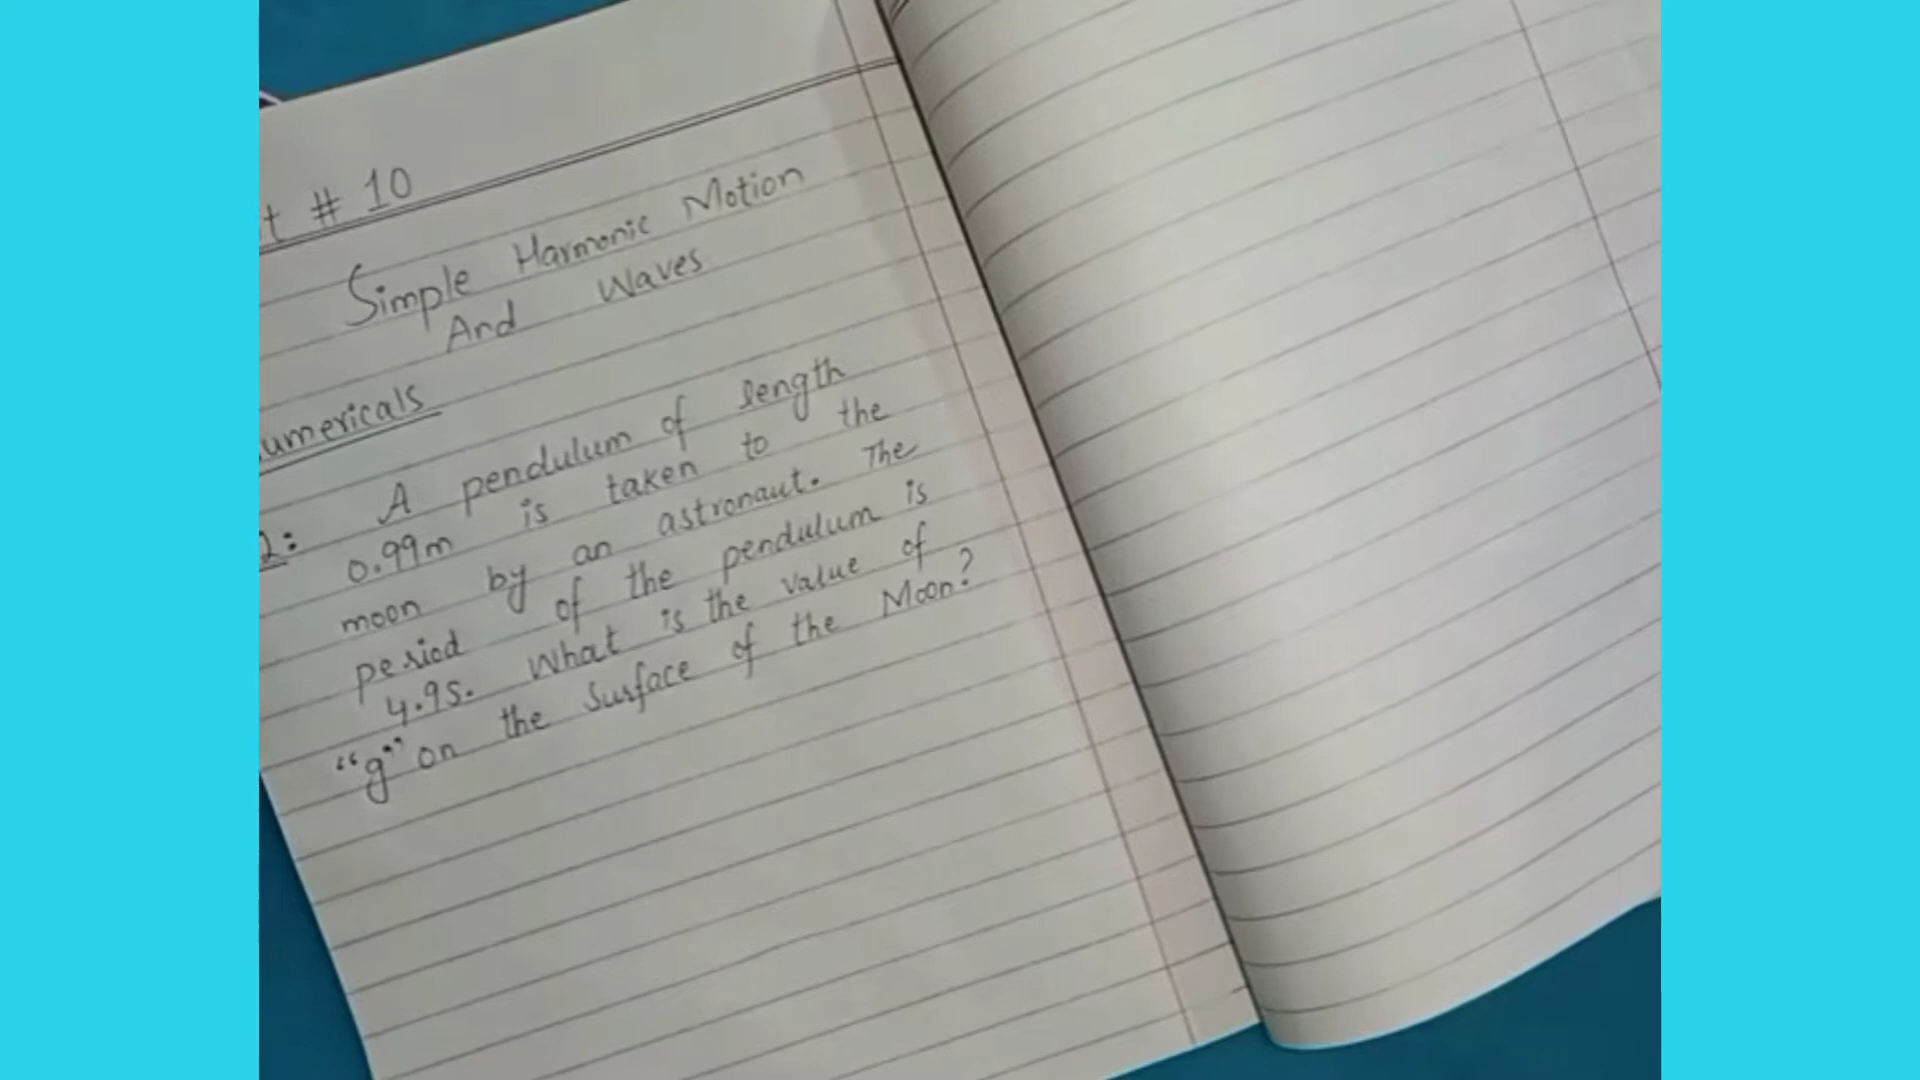 t # 10
Simple Harmonic Motion
And Waves
umericals
2: A pendulum of length
0.99m is taken to the
moon by an astronaut. The
period of the pendulum is
4.9s. What is the value of
"g" on the Surface of the Moon?